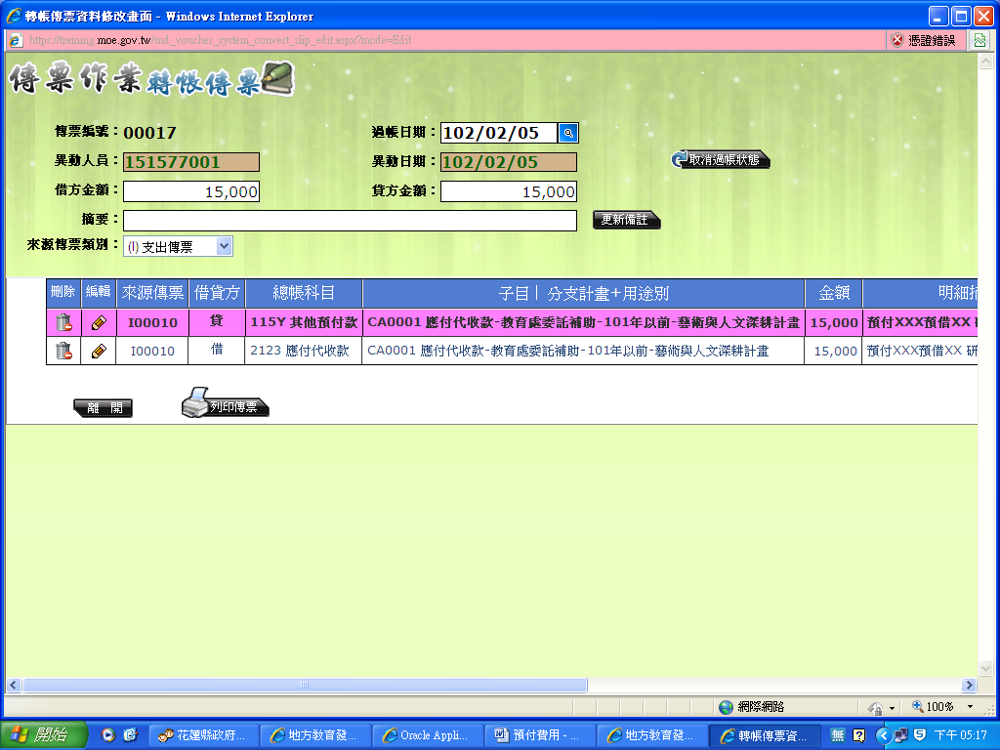 轉帳傳票資料修改畫面 - Windows Internet Explorer
https://training.moe.gov.tw/snd_voucher_system_convert_slip_edit.aspx?mode=Edit
憑證錯誤
傳票作業轉帳傳票
傳票編號：00017
過帳日期：102/02/05
異動人員：151577001
異動日期：102/02/05
取消過帳狀態
借方金額：15,000
貸方金額：15,000
摘要：
更新備註
來源傳票類別：(I) 支出傳票
刪除 編輯 來源傳票 借貸方 總帳科目 子目| 分支計畫+用途別 金額 明細摘
I00010 貸 115Y 其他預付款 CA0001 應付代收款-教育處委託補助-101年以前-藝術與人文深耕計畫 15,000 預付XXX預借XX 研
I00010 借 2123 應付代收款 CA0001 應付代收款-教育處委託補助-101年以前-藝術與人文深耕計畫 15,000 預付XXX預借XX 研
離 開
列印傳票
網際網路
100%
開始
花蓮縣政府...
地方教育發...
Oracle Appli...
預付費用 - ...
地方教育發...
轉帳傳票資...
無
下午 05:17